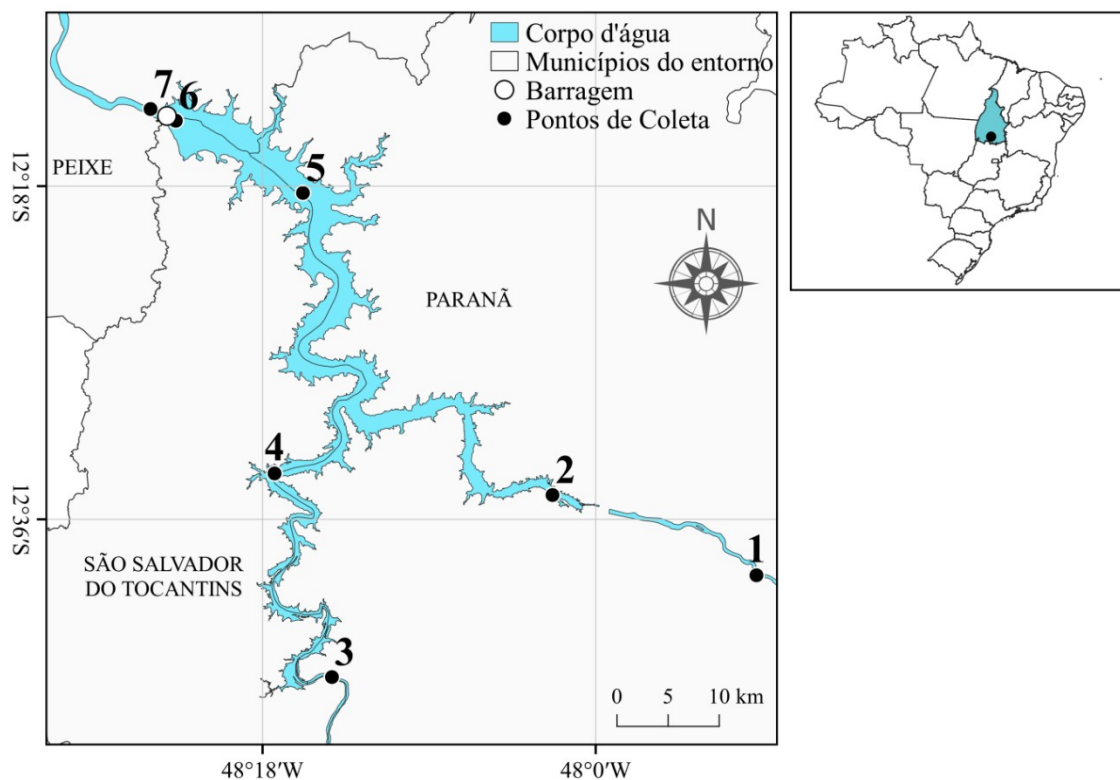 Corpo d'água
Municípios do entorno
Barragem
Pontos de Coleta
7
6
PEIXE
5
12°18'S
N
PARANÃ
4
2
12°36'S
1
SÃO SALVADOR
DO TOCANTINS
3
0 5 10 km
48°18'W
48°0'W